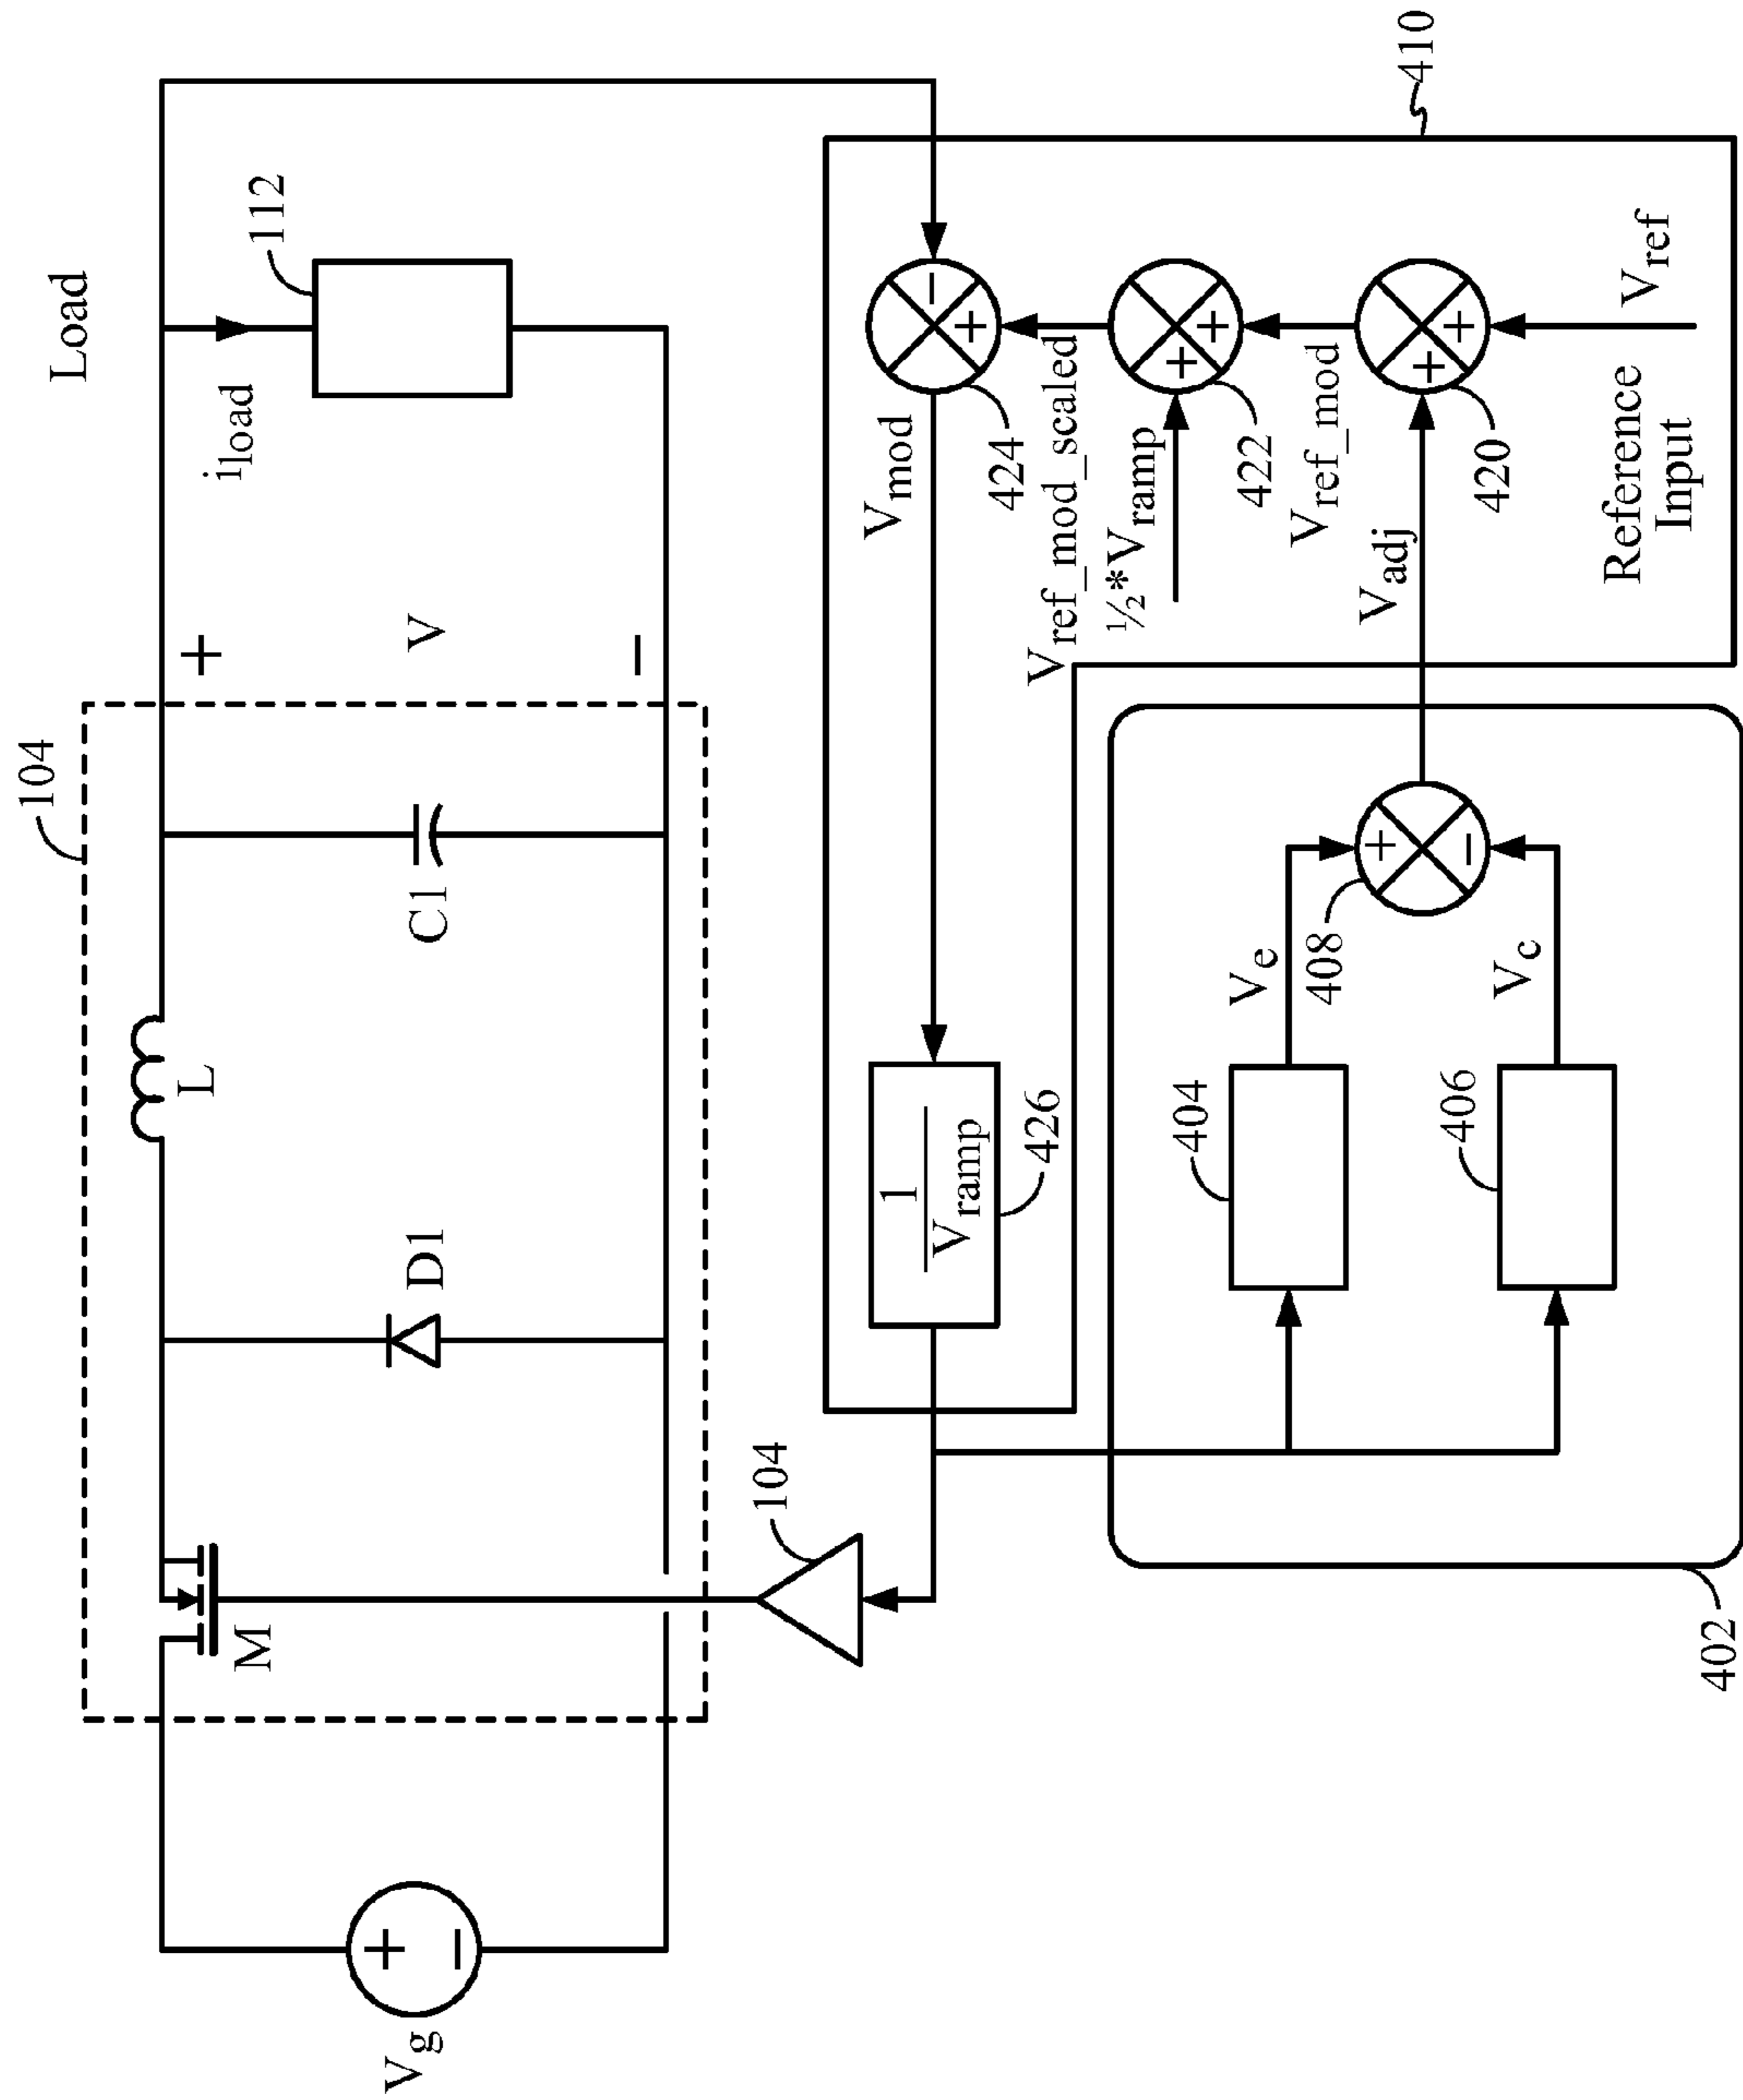 104
Load
L
i_load
112
M
D1
C1
+
V
−
V_g
+
−
104
1
V_ramp
426
V_mod
−
+
424
V_ref_mod_scaled
½*V_ramp
+
+
422
V_ref_mod
V_adj
+
+
420
Reference
Input
V_ref
410
404
V_e
408
+
−
406
V_c
402